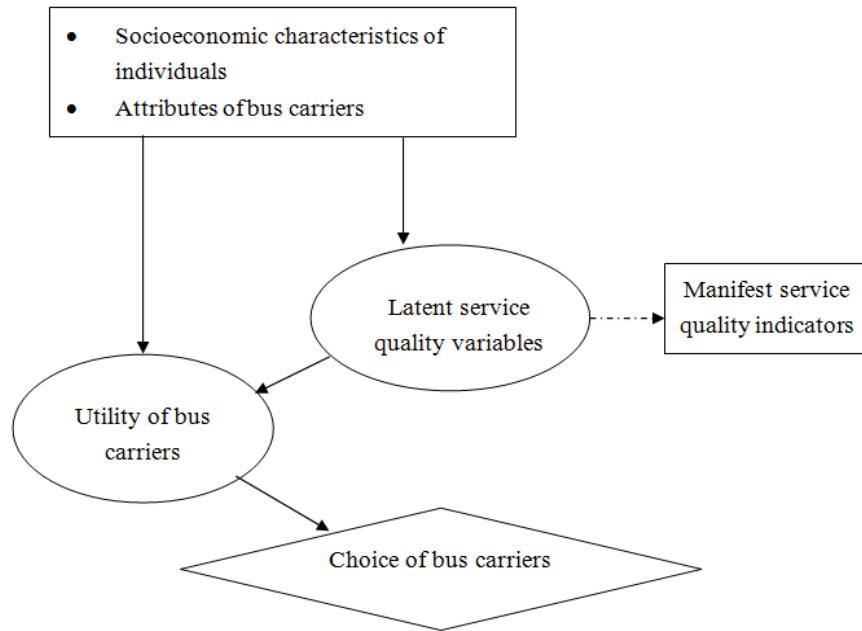 • Socioeconomic characteristics of
individuals
• Attributes of bus carriers
Latent service
quality variables
Manifest service
quality indicators
Utility of bus
carriers
Choice of bus carriers